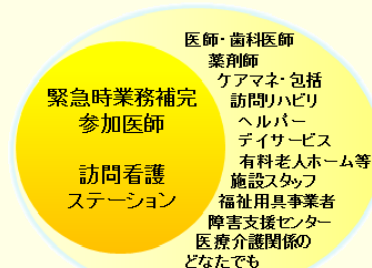 緊急時業務補完
参加医師
訪問看護
ステーション
医師・歯科医師
薬剤師
ケアマネ・包括
訪問リハビリ
ヘルパー
デイサービス
有料老人ホーム等
施設スタッフ
福祉用具事業者
障害支援センター
医療介護関係の
どなたでも